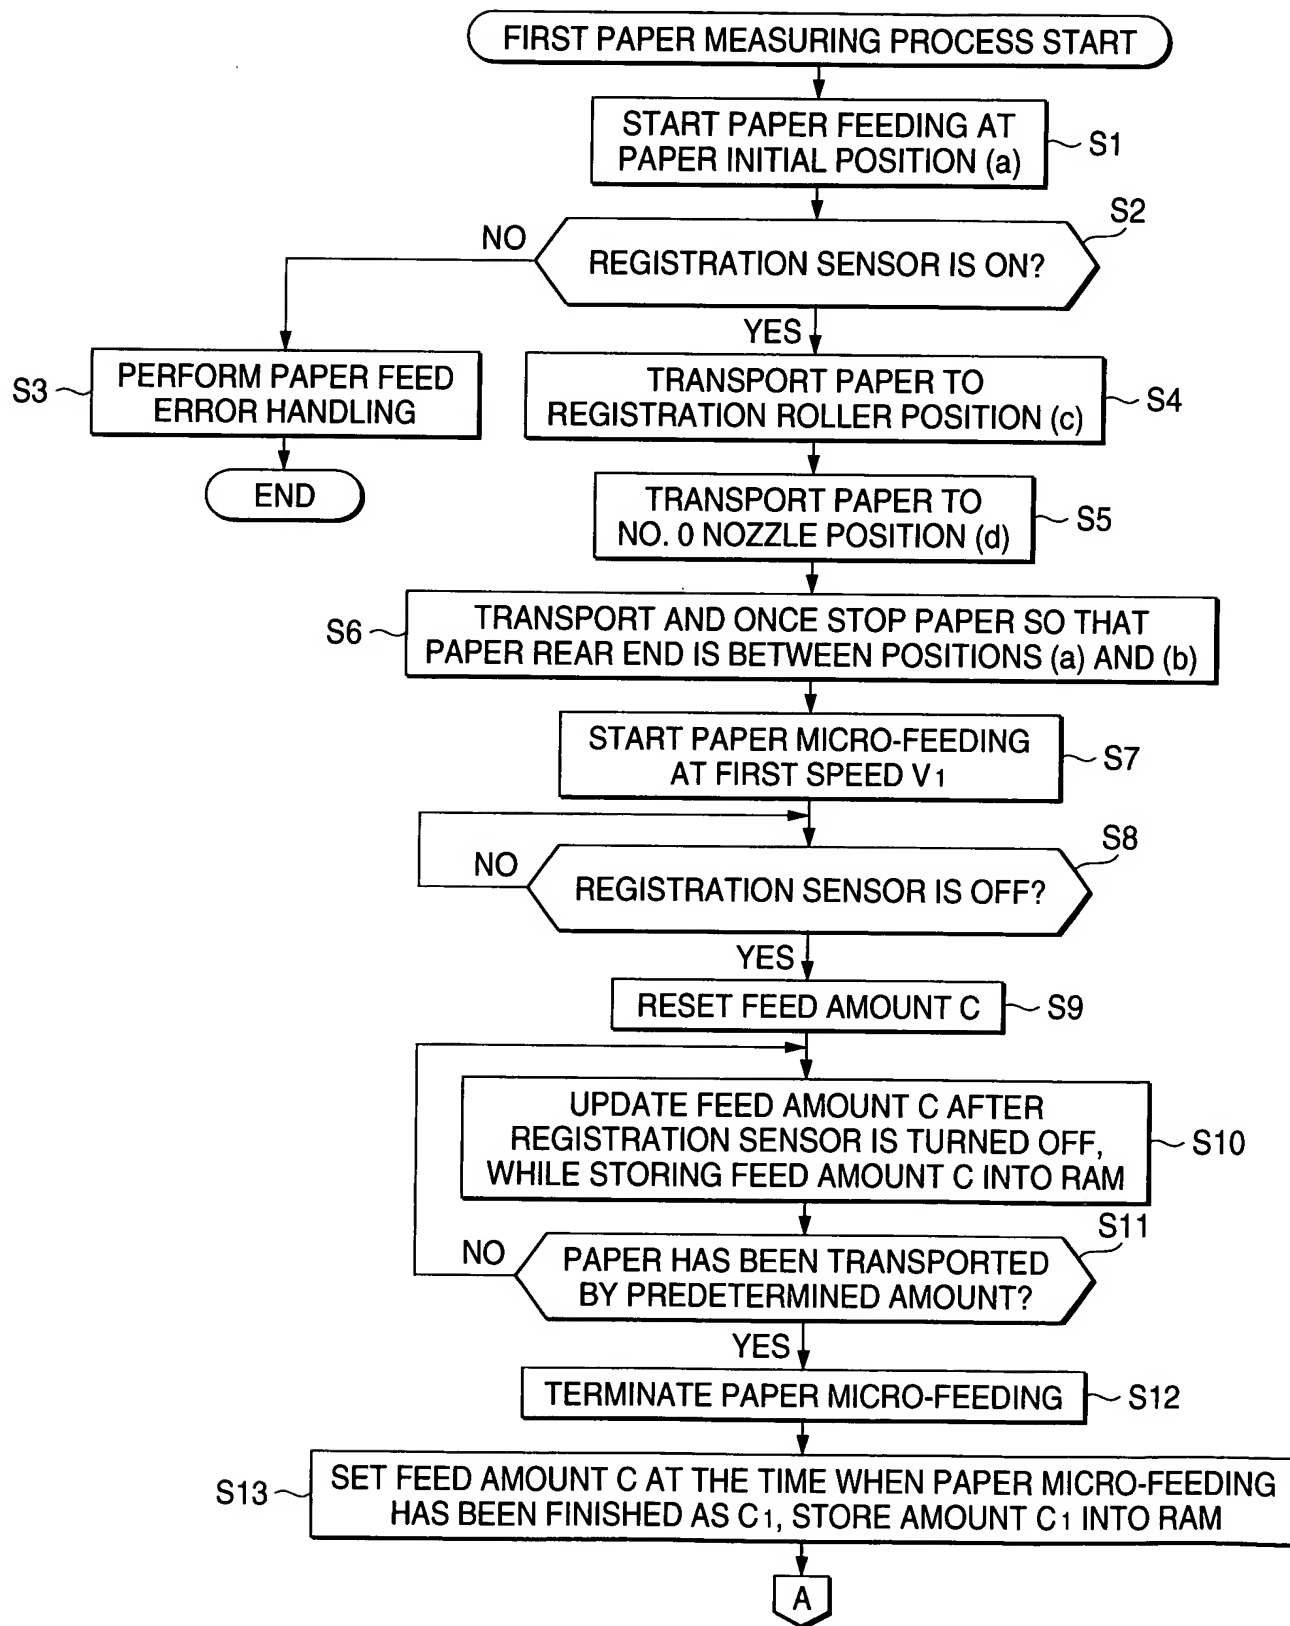 FIRST PAPER MEASURING PROCESS START
START PAPER FEEDING AT
PAPER INITIAL POSITION (a)
S1
S2
NO
REGISTRATION SENSOR IS ON?
YES
S3
PERFORM PAPER FEED
ERROR HANDLING
TRANSPORT PAPER TO
REGISTRATION ROLLER POSITION (c)
S4
END
TRANSPORT PAPER TO
NO. 0 NOZZLE POSITION (d)
S5
S6
TRANSPORT AND ONCE STOP PAPER SO THAT
PAPER REAR END IS BETWEEN POSITIONS (a) AND (b)
START PAPER MICRO-FEEDING
AT FIRST SPEED V1
S7
S8
NO
REGISTRATION SENSOR IS OFF?
YES
RESET FEED AMOUNT C
S9
UPDATE FEED AMOUNT C AFTER
REGISTRATION SENSOR IS TURNED OFF,
WHILE STORING FEED AMOUNT C INTO RAM
S10
S11
NO
PAPER HAS BEEN TRANSPORTED
BY PREDETERMINED AMOUNT?
YES
TERMINATE PAPER MICRO-FEEDING
S12
S13
SET FEED AMOUNT C AT THE TIME WHEN PAPER MICRO-FEEDING
HAS BEEN FINISHED AS C1, STORE AMOUNT C1 INTO RAM
A